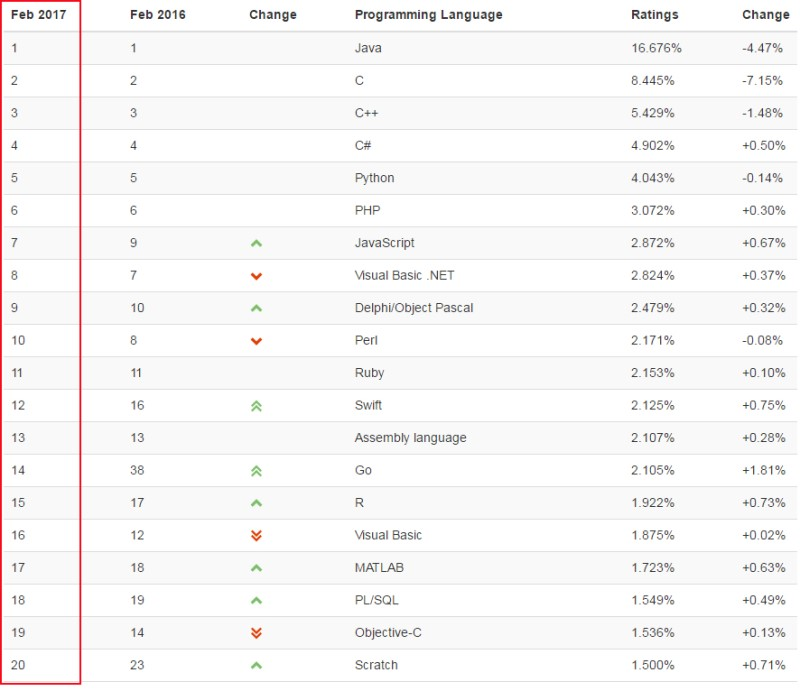 Feb 2017 Feb 2016 Change Programming Language Ratings Change
1 1 Java 16.676% -4.47%
2 2 C 8.445% -7.15%
3 3 C++ 5.429% -1.48%
4 4 C# 4.902% +0.50%
5 5 Python 4.043% -0.14%
6 6 PHP 3.072% +0.30%
7 9 JavaScript 2.872% +0.67%
8 7 Visual Basic .NET 2.824% +0.37%
9 10 Delphi/Object Pascal 2.479% +0.32%
10 8 Perl 2.171% -0.08%
11 11 Ruby 2.153% +0.10%
12 16 Swift 2.125% +0.75%
13 13 Assembly language 2.107% +0.28%
14 38 Go 2.105% +1.81%
15 17 R 1.922% +0.73%
16 12 Visual Basic 1.875% +0.02%
17 18 MATLAB 1.723% +0.63%
18 19 PL/SQL 1.549% +0.49%
19 14 Objective-C 1.536% +0.13%
20 23 Scratch 1.500% +0.71%